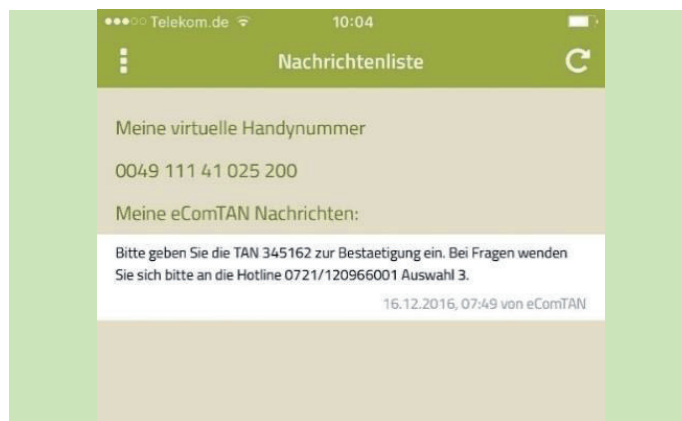 Telekom.de 10:04
Nachrichtenliste
Meine virtuelle Handynummer
0049 111 41 025 200
Meine eComTAN Nachrichten:
Bitte geben Sie die TAN 345162 zur Bestaetigung ein. Bei Fragen wenden
Sie sich bitte an die Hotline 0721/120966001 Auswahl 3.
16.12.2016, 07:49 von eComTAN